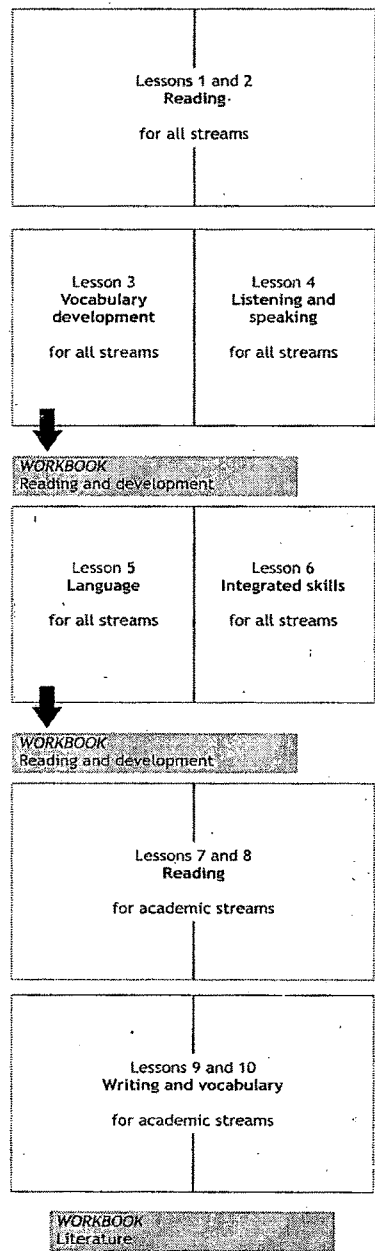 Lessons 1 and 2
Reading
for all streams
Lesson 3
Vocabulary
development
for all streams
Lesson 4
Listening and
speaking
for all streams
WORKBOOK
Reading and development
Lesson 5
Language
for all streams
Lesson 6
Integrated skills
for all streams
WORKBOOK
Reading and development
Lessons 7 and 8
Reading
for academic streams
Lessons 9 and 10
Writing and vocabulary
for academic streams
WORKBOOK
Literature